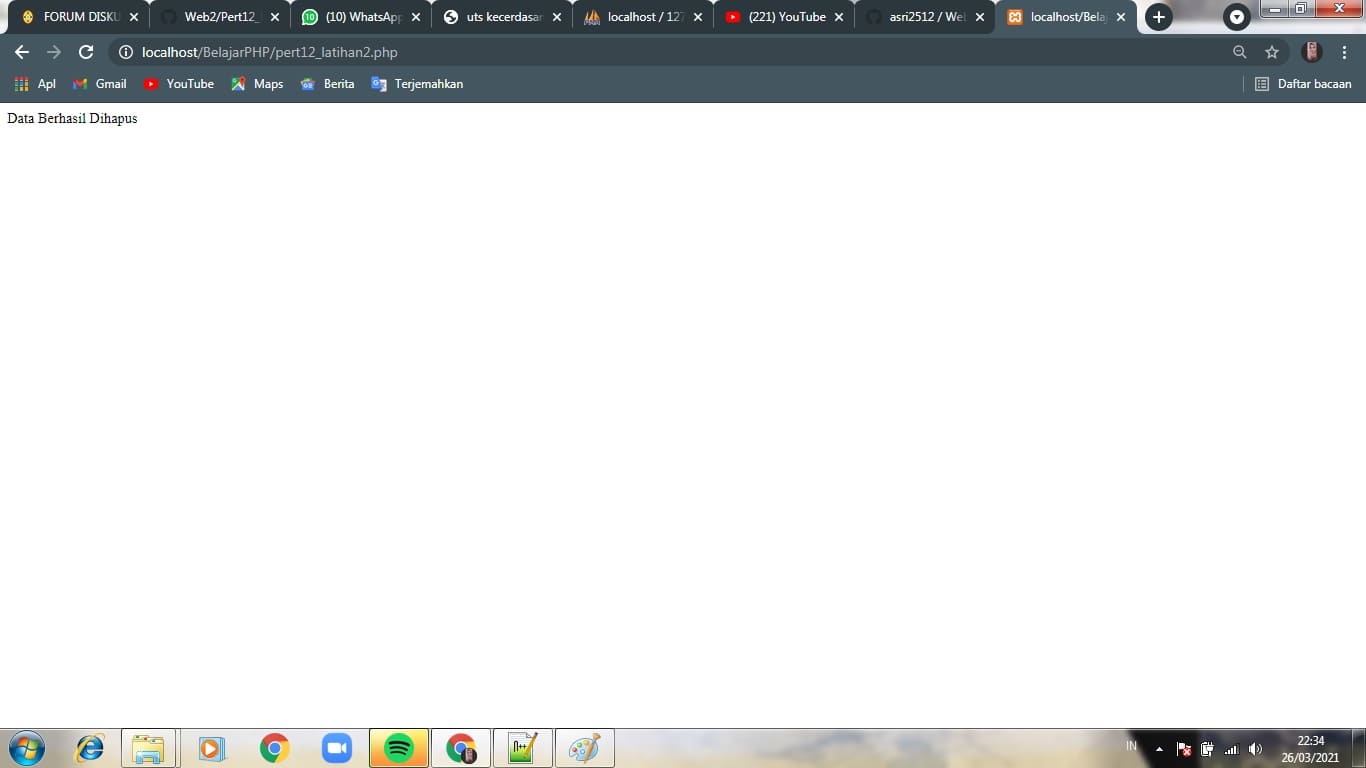 FORUM DISKU
Web2/Pert12_
(10) WhatsApp
uts kecerdasan
localhost / 127
(221) YouTube
asri2512 / Wel
localhost/Belaj
localhost/BelajarPHP/pert12_latihan2.php
Apl
Gmail
YouTube
Maps
Berita
Terjemahkan
Daftar bacaan
Data Berhasil Dihapus
IN
22:34
26/03/2021